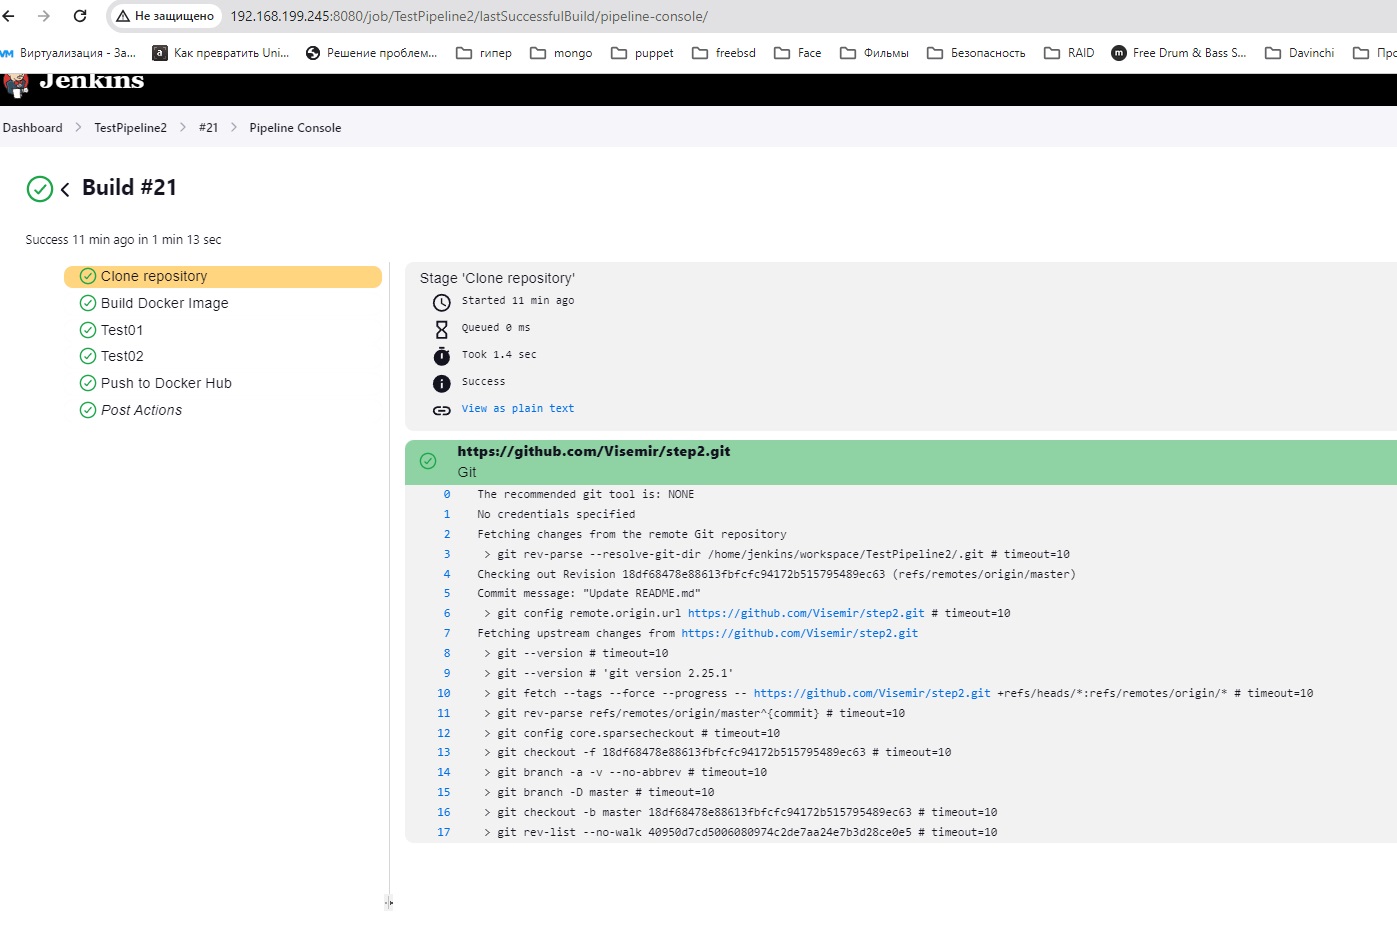 Не защищено 192.168.199.245:8080/job/TestPipeline2/lastSuccessfulBuild/pipeline-console/
Виртуализация - За... Как превратить Uni... Решение проблем... гипер mongo puppet freebsd Face Фильмы Безопасность RAID Free Drum & Bass S... Davinchi
Jenkins
Dashboard TestPipeline2 #21 Pipeline Console
Build #21
Success 11 min ago in 1 min 13 sec
Clone repository
Build Docker Image
Test01
Test02
Push to Docker Hub
Post Actions
Stage 'Clone repository'
Started 11 min ago
Queued 0 ms
Took 1.4 sec
Success
View as plain text
https://github.com/Visemir/step2.git
Git
0 The recommended git tool is: NONE
1 No credentials specified
2 Fetching changes from the remote Git repository
3 > git rev-parse --resolve-git-dir /home/jenkins/workspace/TestPipeline2/.git # timeout=10
4 Checking out Revision 18df68478e88613fbfcfc94172b515795489ec63 (refs/remotes/origin/master)
5 Commit message: "Update README.md"
6 > git config remote.origin.url https://github.com/Visemir/step2.git # timeout=10
7 Fetching upstream changes from https://github.com/Visemir/step2.git
8 > git --version # timeout=10
9 > git --version # 'git version 2.25.1'
10 > git fetch --tags --force --progress -- https://github.com/Visemir/step2.git +refs/heads/*:refs/remotes/origin/* # timeout=10
11 > git rev-parse refs/remotes/origin/master^{commit} # timeout=10
12 > git config core.sparsecheckout # timeout=10
13 > git checkout -f 18df68478e88613fbfcfc94172b515795489ec63 # timeout=10
14 > git branch -a -v --no-abbrev # timeout=10
15 > git branch -D master # timeout=10
16 > git checkout -b master 18df68478e88613fbfcfc94172b515795489ec63 # timeout=10
17 > git rev-list --no-walk 40950d7cd5006080974c2de7aa24e7b3d28ce0e5 # timeout=10